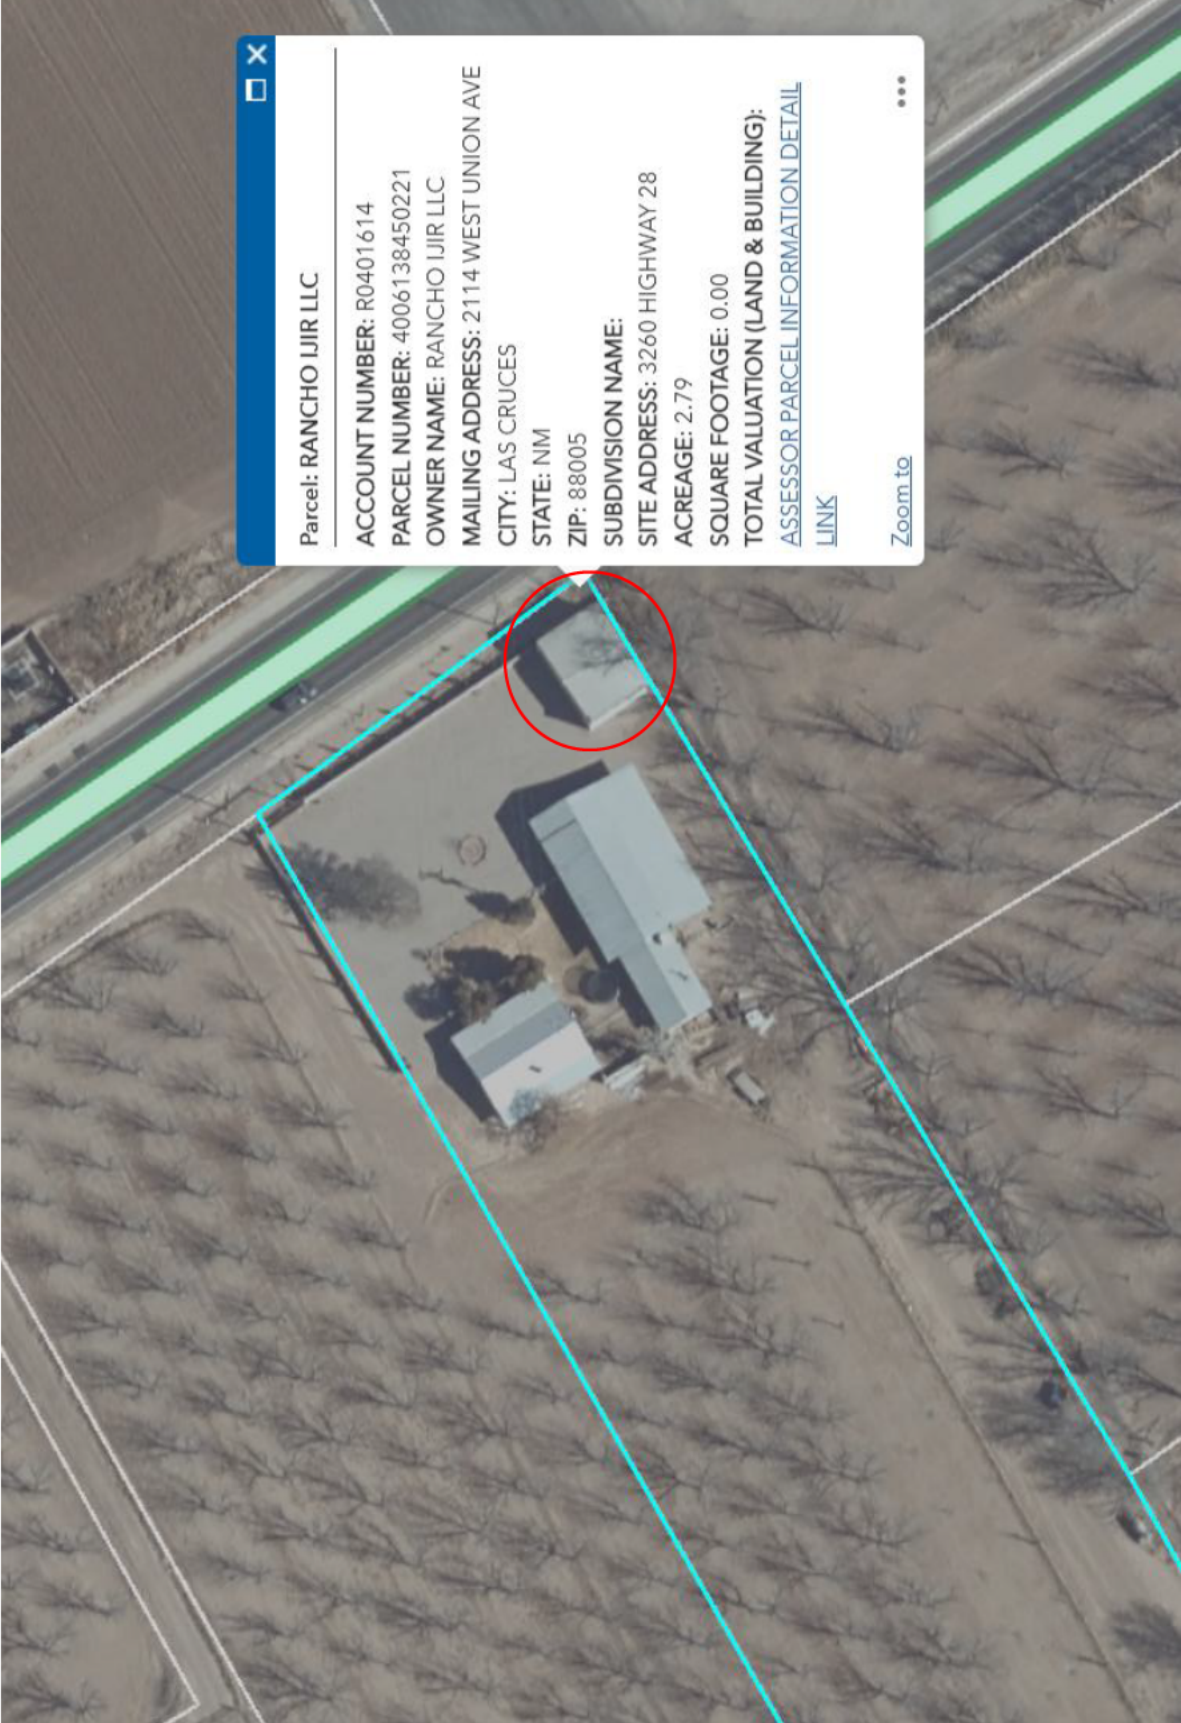 Parcel: RANCHO IJIR LLC
ACCOUNT NUMBER: R0401614
PARCEL NUMBER: 4006138450221
OWNER NAME: RANCHO IJIR LLC
MAILING ADDRESS: 2114 WEST UNION AVE
CITY: LAS CRUCES
STATE: NM
ZIP: 88005
SUBDIVISION NAME:
SITE ADDRESS: 3260 HIGHWAY 28
ACREAGE: 2.79
SQUARE FOOTAGE: 0.00
TOTAL VALUATION (LAND & BUILDING):
ASSESSOR PARCEL INFORMATION DETAIL
LINK
Zoom to